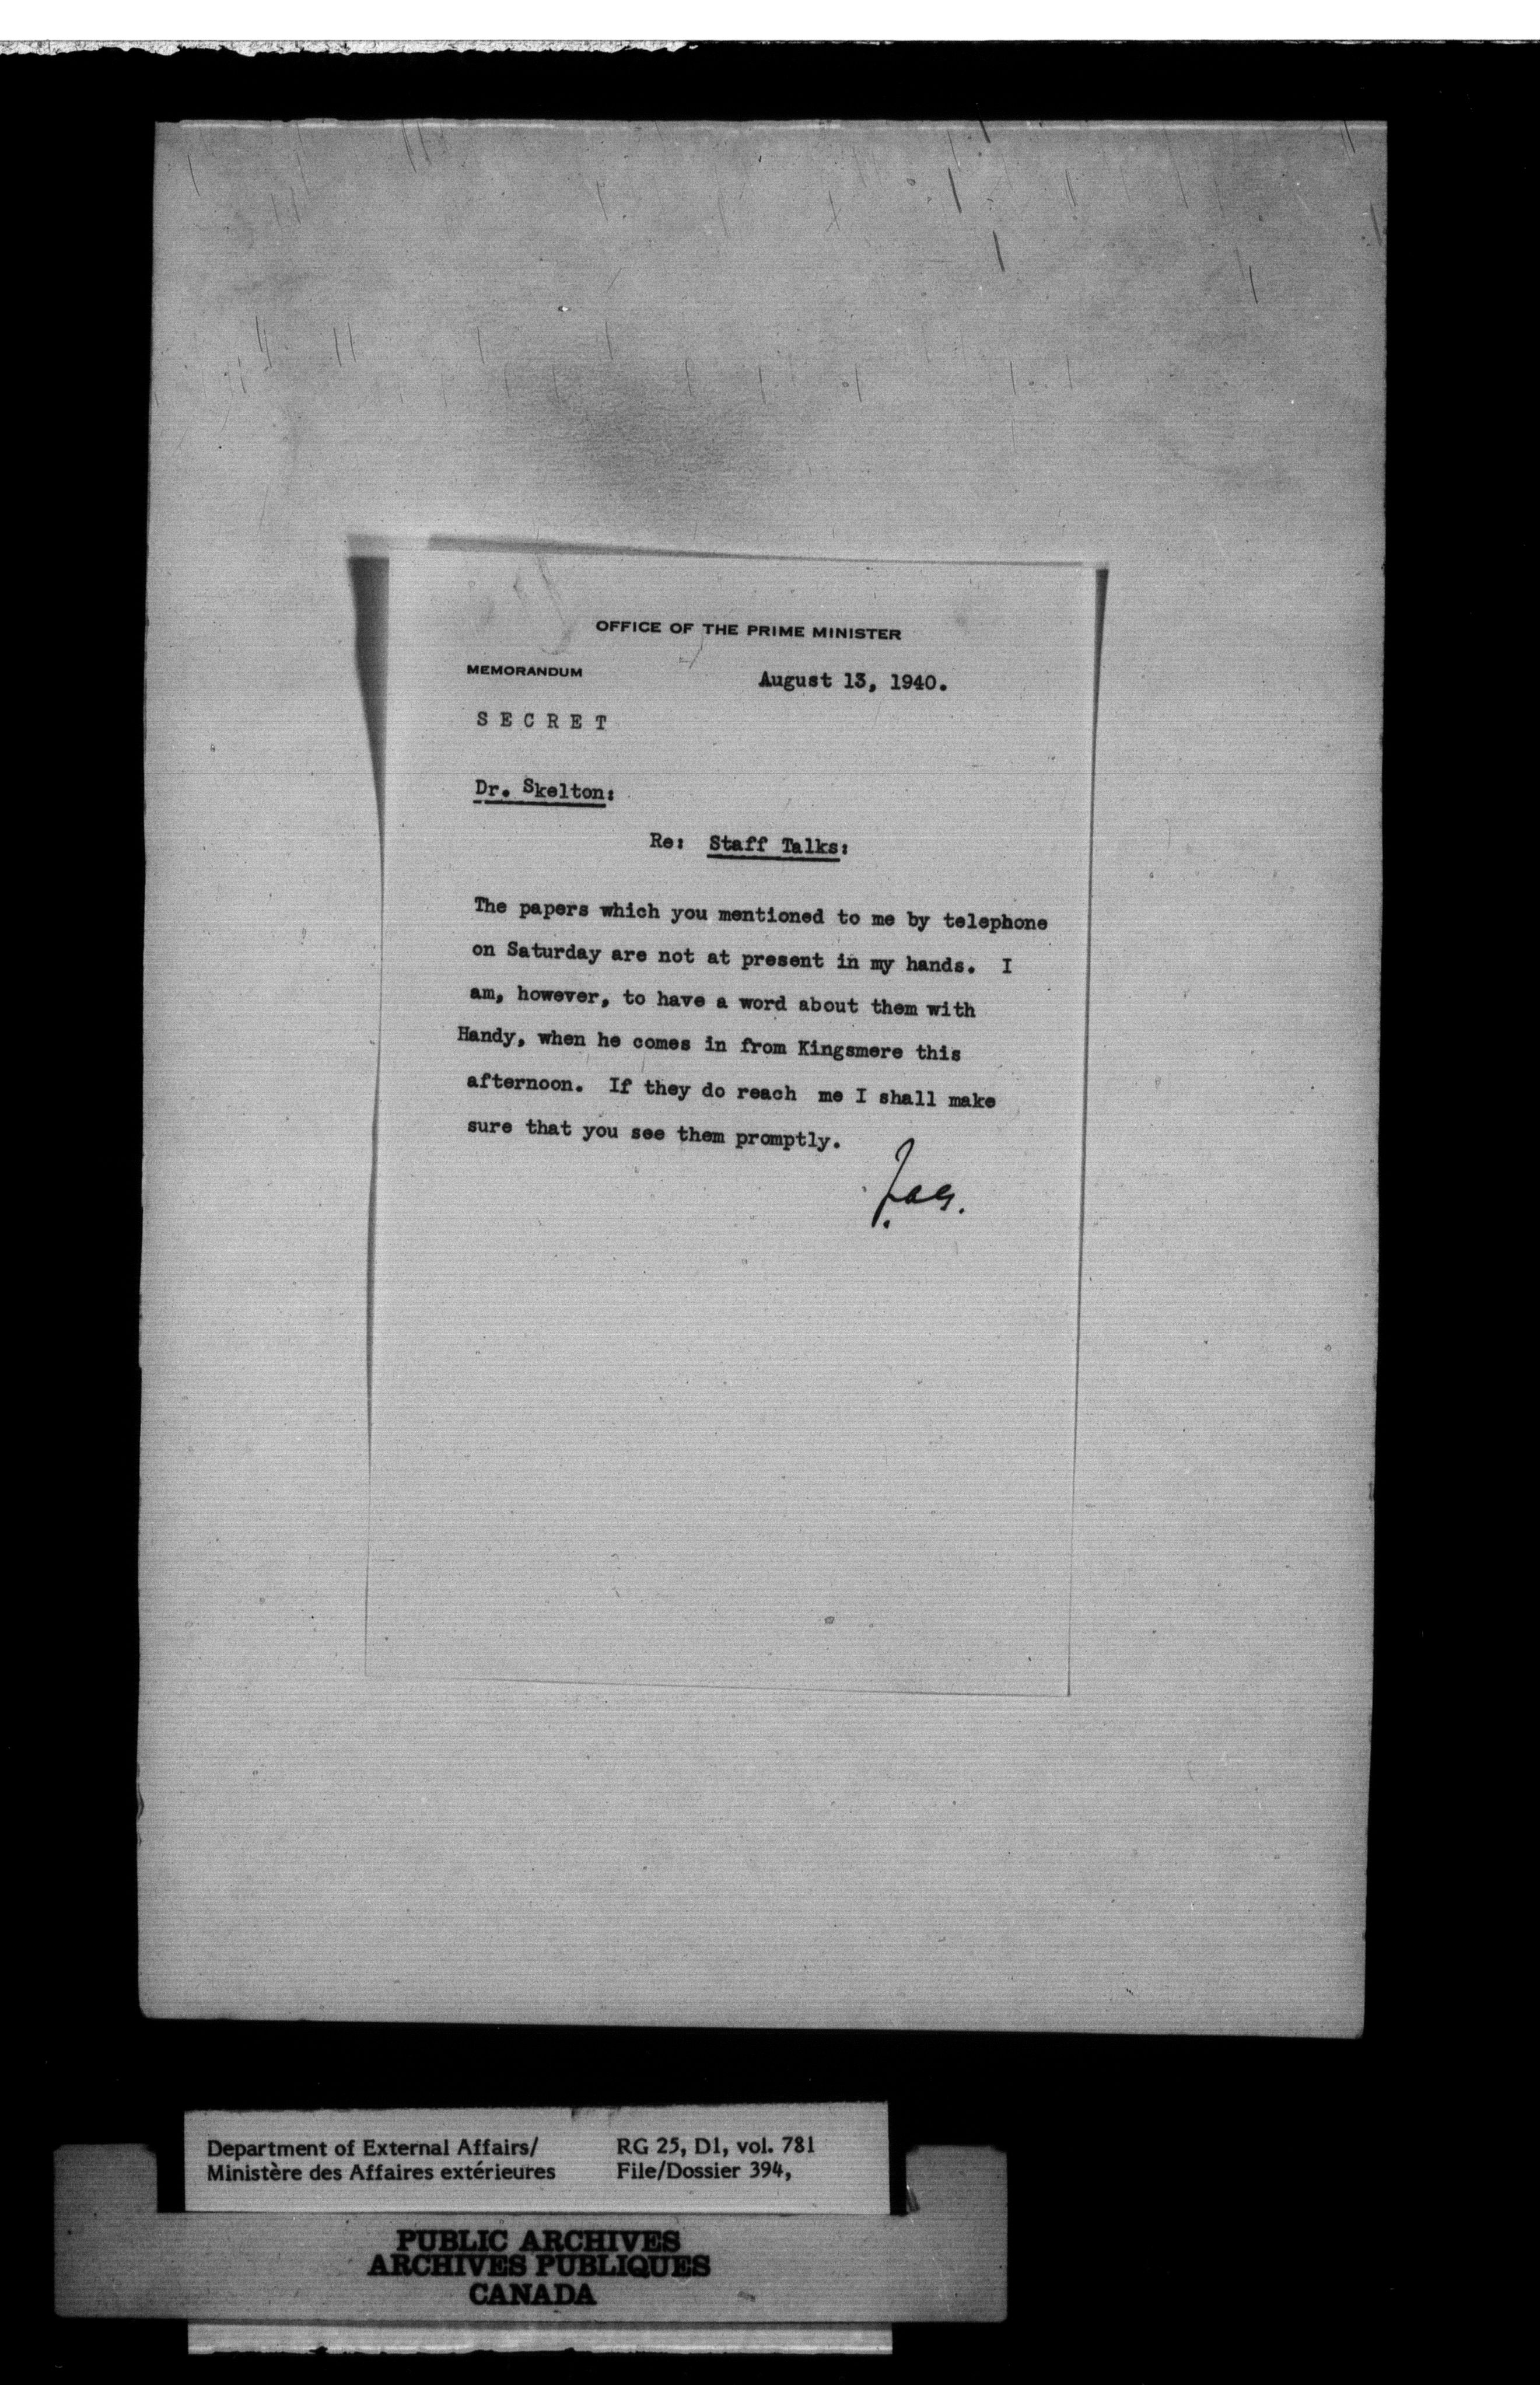 OFFICE OF THE PRIME MINISTER
MEMORANDUM
August 13, 1940.
SECRET
Dr. Skelton:
Re: Staff Talks:
The papers which you mentioned to me by telephone
on Saturday are not at present in my hands. I
am, however, to have a word about them with
Handy, when he comes in from Kingsmere this
afternoon. If they do reach me I shall make
sure that you see them promptly.
Department of External Affairs/
Ministère des Affaires extérieures
RG 25, D1, vol. 781
File/Dossier 394,
PUBLIC ARCHIVES
ARCHIVES PUBLIQUES
CANADA